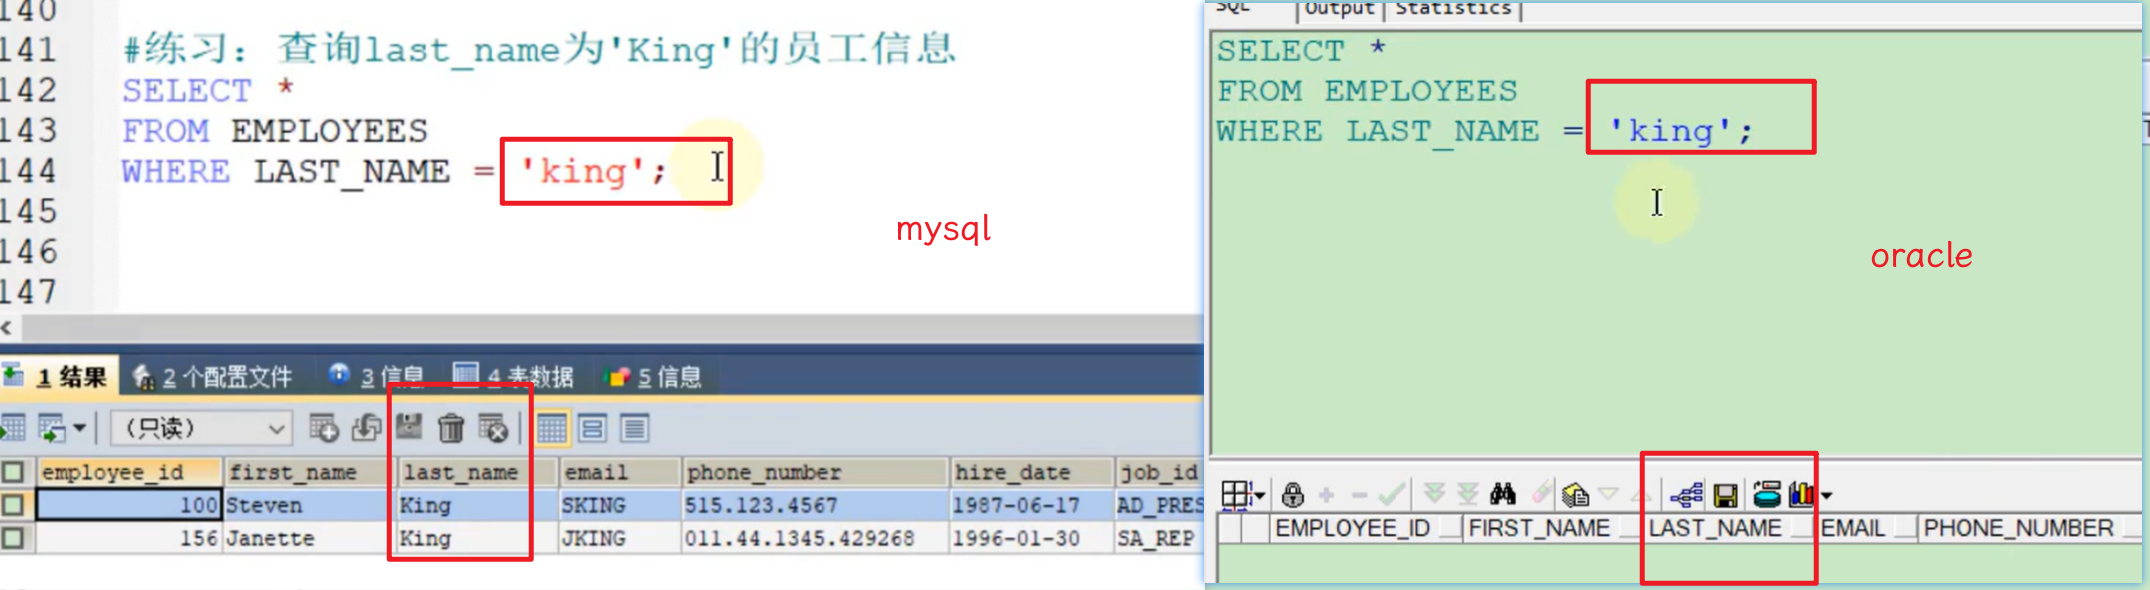 140
141 #练习：查询last_name为'King'的员工信息
142 SELECT *
143 FROM EMPLOYEES
144 WHERE LAST_NAME = 'king';
145
146
147
mysql
1 结果 2 个配置文件 3 信息 4 表数据 5 信息
（只读）
employee_id first_name last_name email phone_number hire_date job_id
100 Steven King SKING 515.123.4567 1987-06-17 AD_PRES
156 Janette King JKING 011.44.1345.429268 1996-01-30 SA_REP
SQL Output Statistics
SELECT *
FROM EMPLOYEES
WHERE LAST_NAME = 'king';
oracle
EMPLOYEE_ID FIRST_NAME LAST_NAME EMAIL PHONE_NUMBER